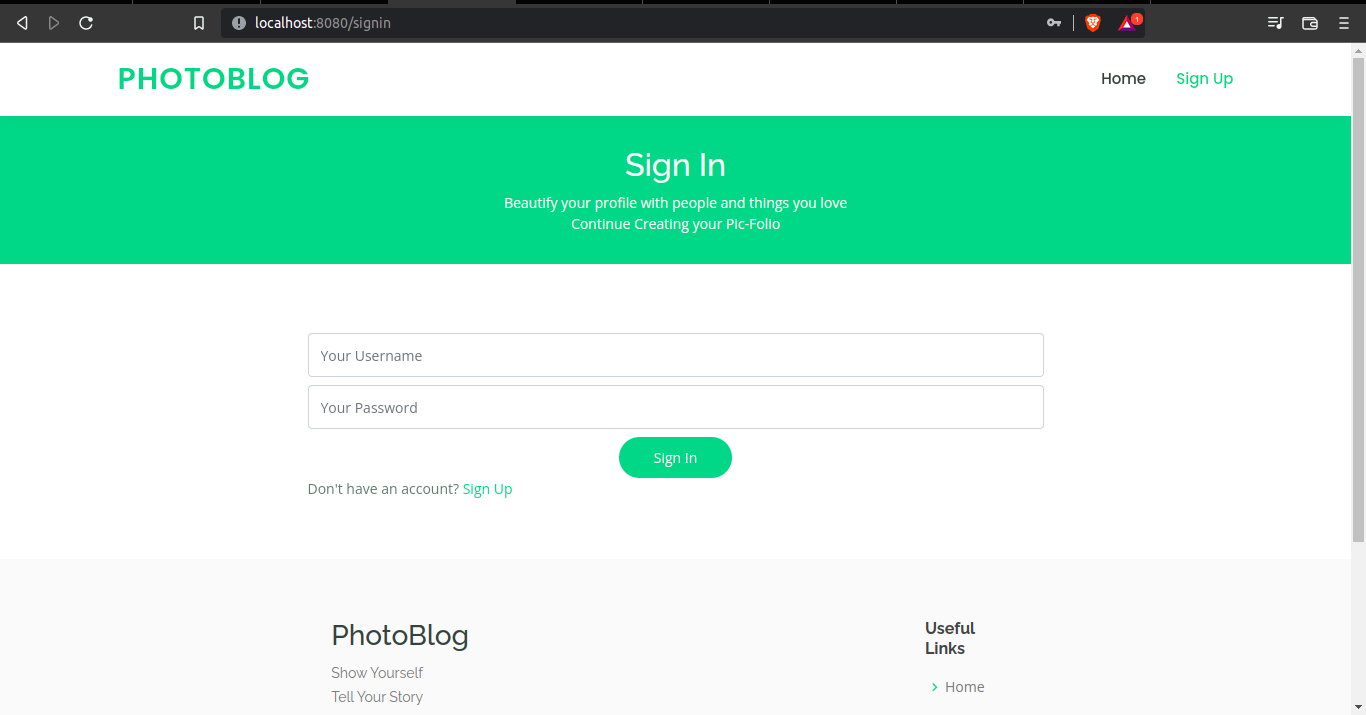 localhost:8080/signin
1
PHOTOBLOG
Home
Sign Up
Sign In
Beautify your profile with people and things you love
Continue Creating your Pic-Folio
Your Username
Your Password
Sign In
Don't have an account? Sign Up
PhotoBlog
Show Yourself
Tell Your Story
Useful
Links
Home